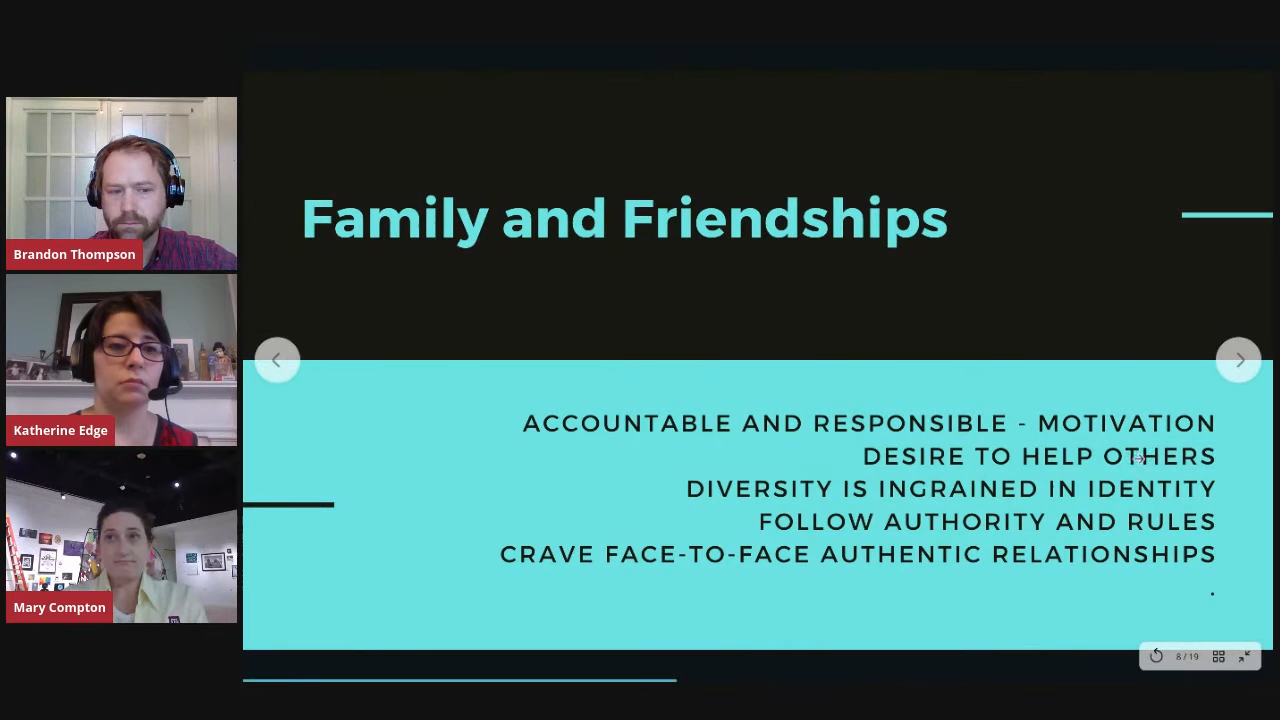 Brandon Thompson
Katherine Edge
Mary Compton
Family and Friendships
ACCOUNTABLE AND RESPONSIBLE - MOTIVATION
DESIRE TO HELP OTHERS
DIVERSITY IS INGRAINED IN IDENTITY
FOLLOW AUTHORITY AND RULES
CRAVE FACE-TO-FACE AUTHENTIC RELATIONSHIPS
.
8 / 19